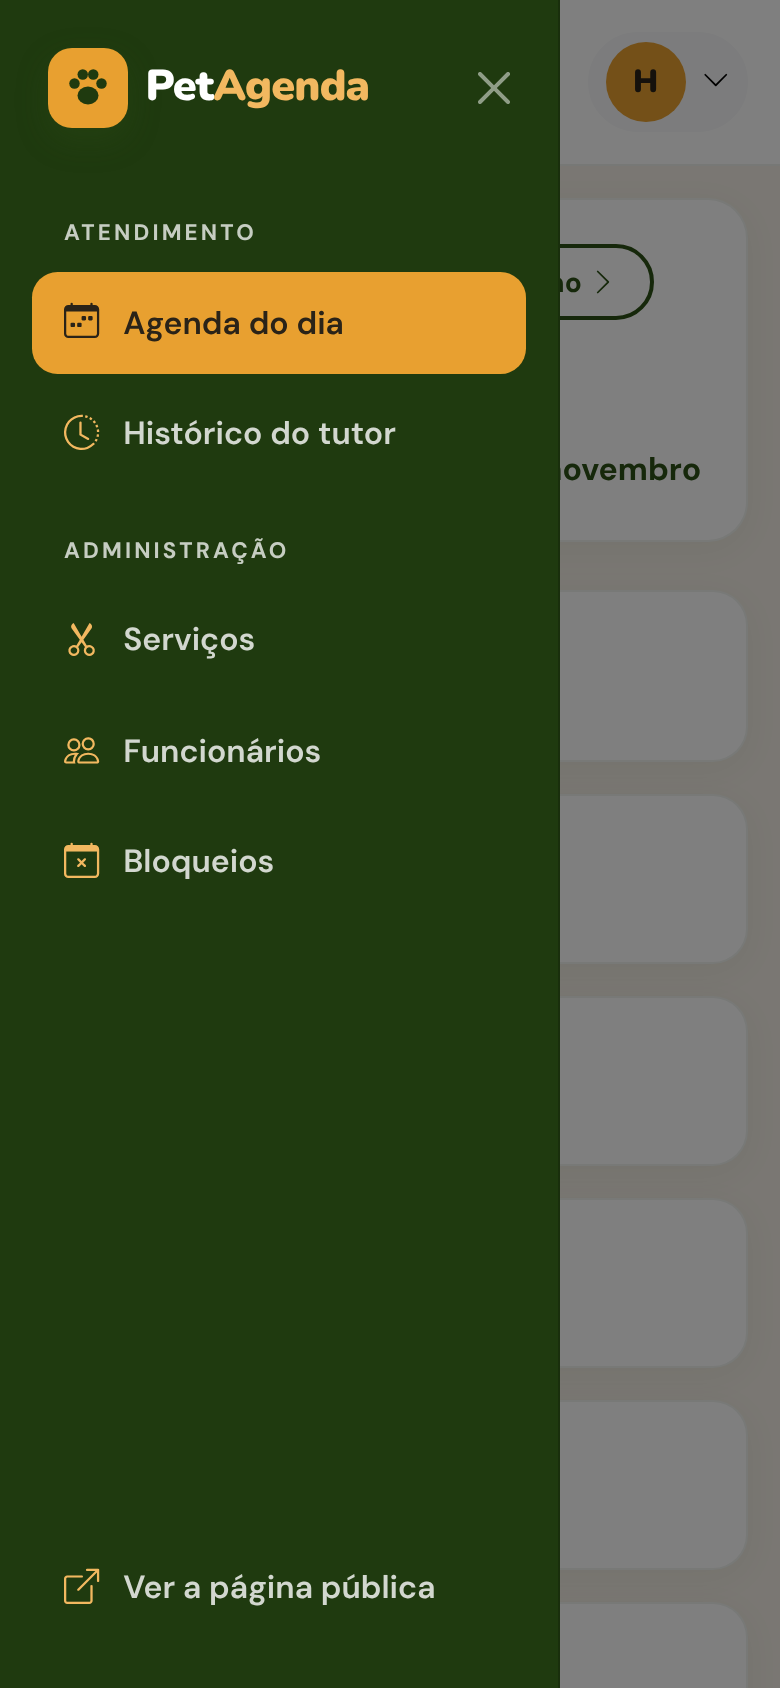 PetAgenda
H
ATENDIMENTO
Agenda do dia
Histórico do tutor
ADMINISTRAÇÃO
Serviços
Funcionários
Bloqueios
Ver a página pública